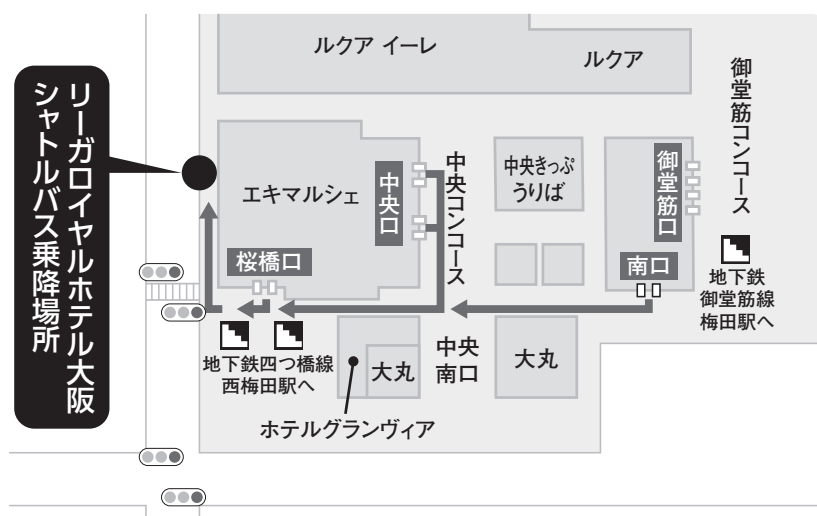 リーガロイヤルホテル大阪
シャトルバス乗降場所
ルクア イーレ
ルクア
御堂筋コンコース
エキマルシェ
中央口
中央コンコース
中央きっぷ
うりば
御堂筋口
桜橋口
南口
地下鉄
御堂筋線
梅田駅へ
地下鉄四つ橋線
西梅田駅へ
大丸
中央
南口
大丸
ホテルグランヴィア